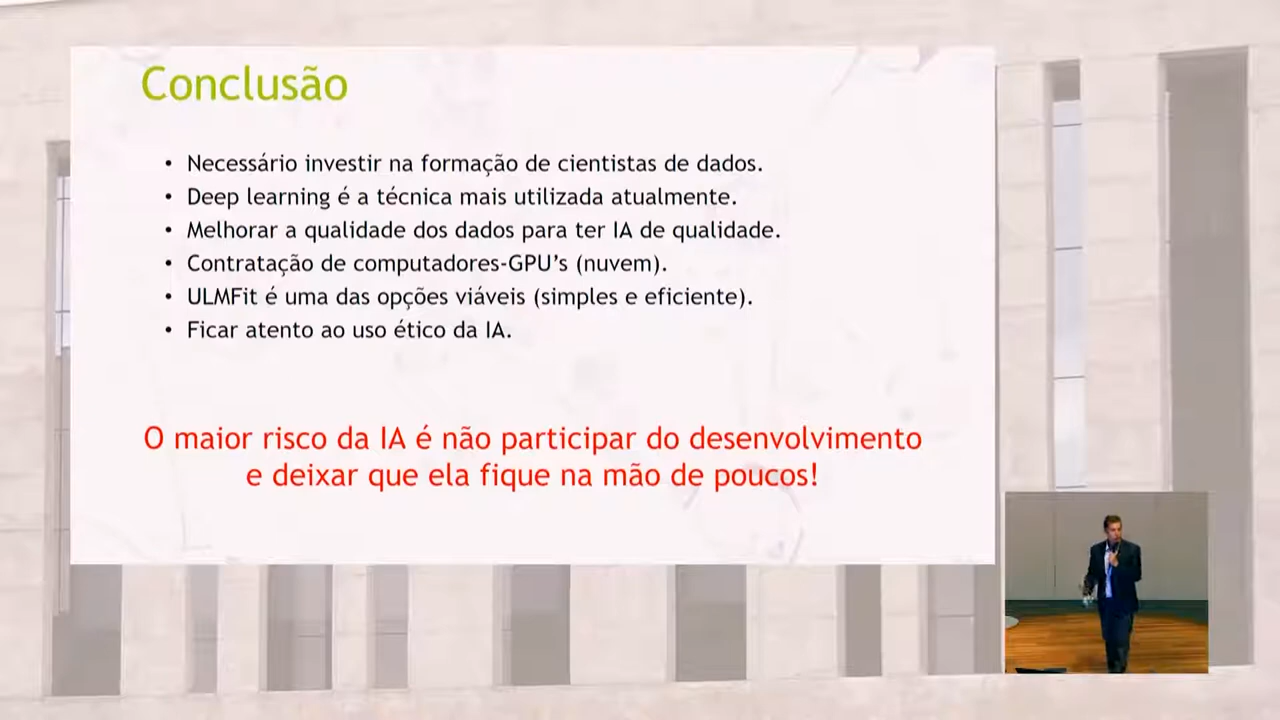 Conclusão
• Necessário investir na formação de cientistas de dados.
• Deep learning é a técnica mais utilizada atualmente.
• Melhorar a qualidade dos dados para ter IA de qualidade.
• Contratação de computadores-GPU’s (nuvem).
• ULMFit é uma das opções viáveis (simples e eficiente).
• Ficar atento ao uso ético da IA.
O maior risco da IA é não participar do desenvolvimento
e deixar que ela fique na mão de poucos!